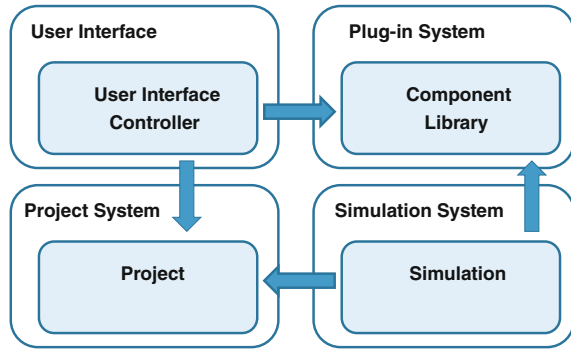 User Interface
User Interface
Controller
Plug-in System
Component
Library
Project System
Project
Simulation System
Simulation